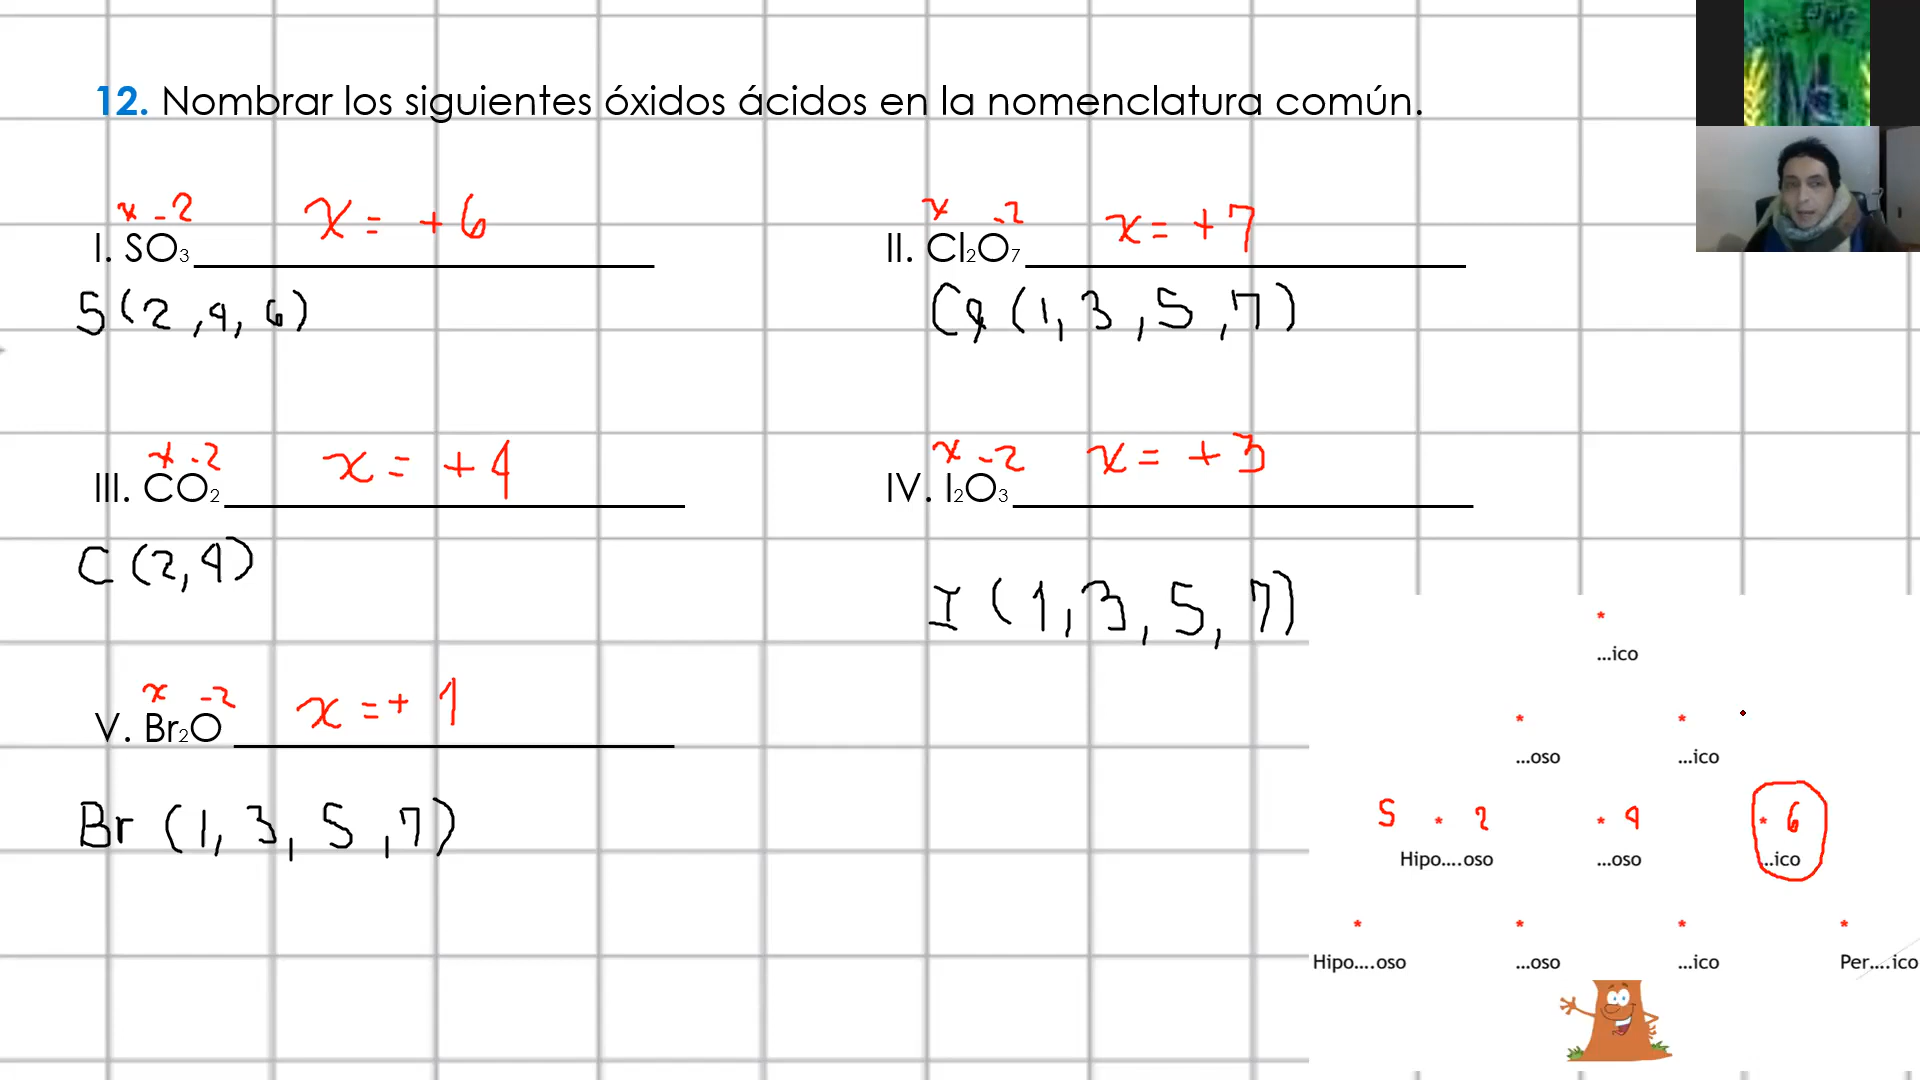 12. Nombrar los siguientes óxidos ácidos en la nomenclatura común.
x -2 x = +6
I. SO₃
S (2, 4, 6)
x -2 x = +7
II. Cl₂O₇
Cl (1, 3, 5, 7)
x -2 x = +4
III. CO₂
C (2, 4)
x -2 x = +3
IV. I₂O₃
I (1, 3, 5, 7)
x -2 x = + 1
V. Br₂O
Br (1, 3, 5, 7)
*
...ico
* *
...oso ...ico
S * 2 * 4 * 6
Hipo....oso ...oso ...ico
* * * *
Hipo....oso ...oso ...ico Per....ico